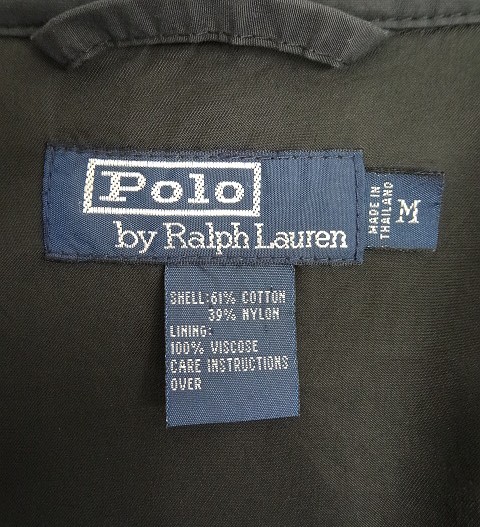 Polo
by Ralph Lauren
MADE IN
THAILAND
M
SHELL: 61% COTTON
39% NYLON
LINING:
100% VISCOSE
CARE INSTRUCTIONS
OVER